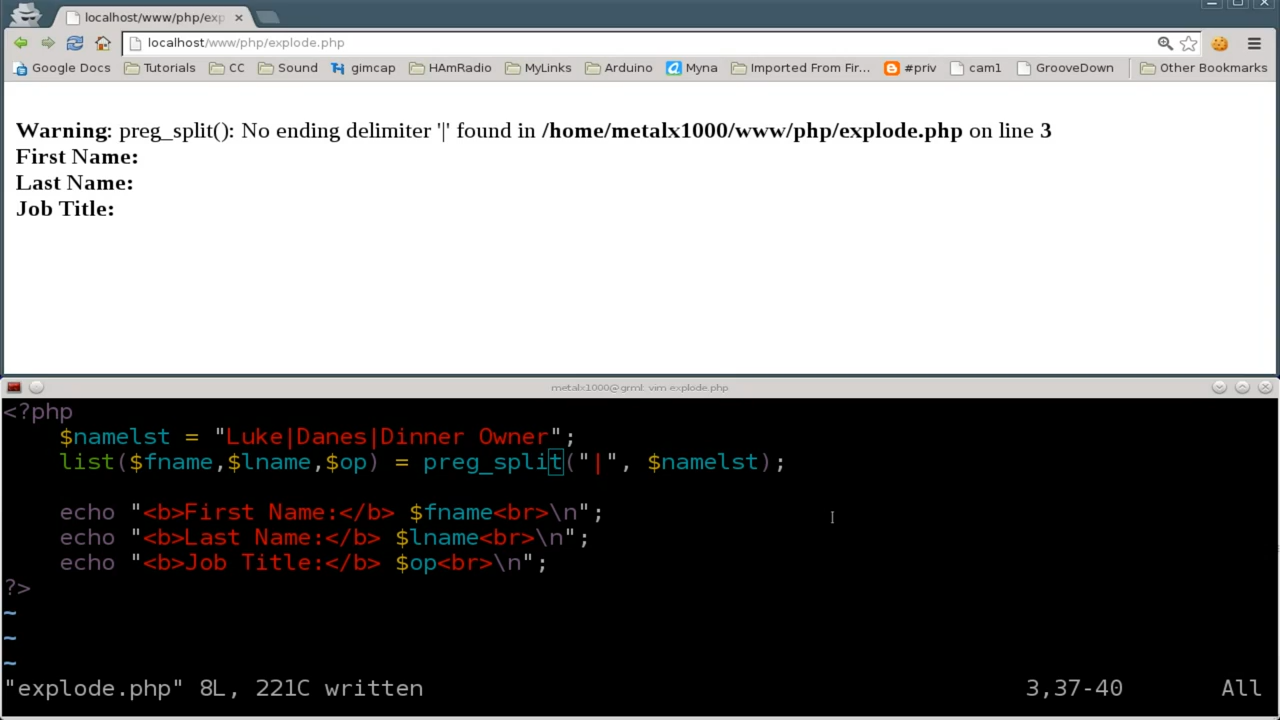 localhost/www/php/exp
localhost/www/php/explode.php
Google Docs Tutorials CC Sound gimcap HAmRadio MyLinks Arduino Myna Imported From Fir... #priv cam1 GrooveDown Other Bookmarks
Warning: preg_split(): No ending delimiter '|' found in /home/metalx1000/www/php/explode.php on line 3
First Name:
Last Name:
Job Title:
metalx1000@grml: vim explode.php
<?php
    $namelst = "Luke|Danes|Dinner Owner";
    list($fname,$lname,$op) = preg_split("|", $namelst);
    echo "<b>First Name:</b> $fname<br>\n";
    echo "<b>Last Name:</b> $lname<br>\n";
    echo "<b>Job Title:</b> $op<br>\n";
?>
~
~
~
"explode.php" 8L, 221C written 3,37-40 All